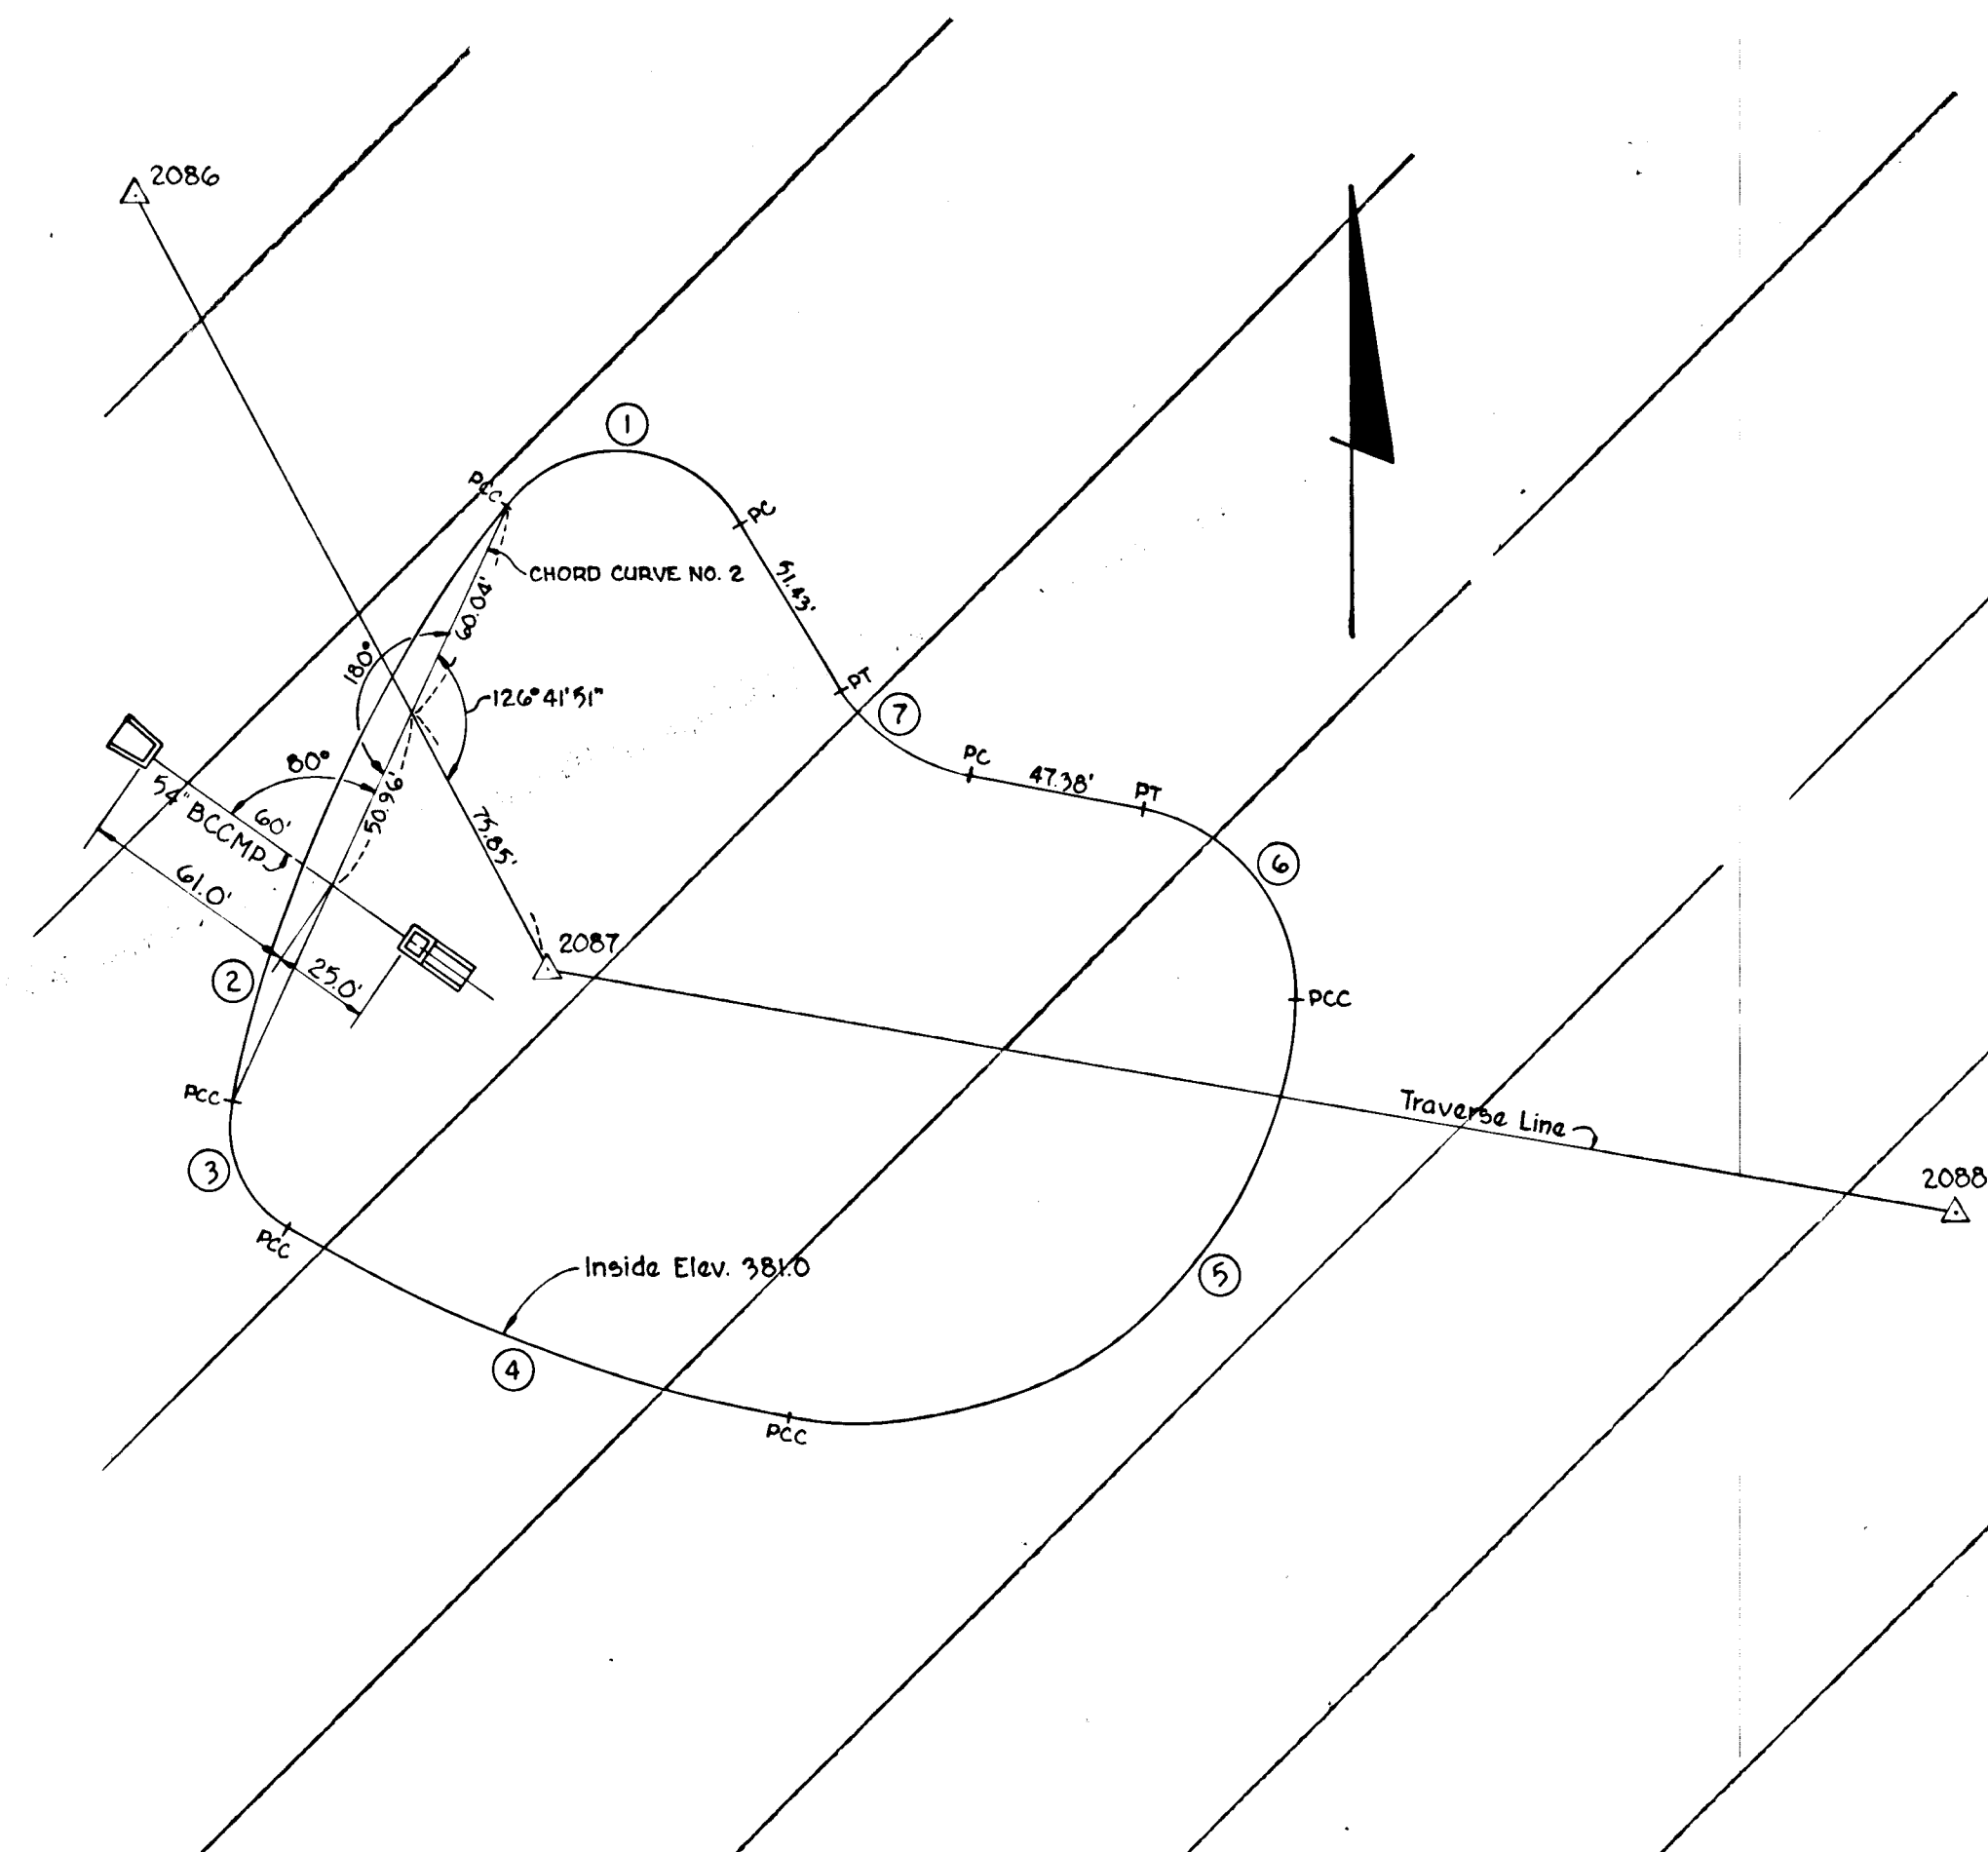 2086
1
PCC
PC
CHORD CURVE NO. 2
51.43'
60.04'
180°
126°41'51"
PT
7
80°
PC
47.38'
PT
54" BCCMP
60'
50.96'
75.85'
6
61.0'
2087
2
25.0'
PCC
PCC
Traverse Line
3
2088
PCC
Inside Elev. 381.0
5
4
PCC